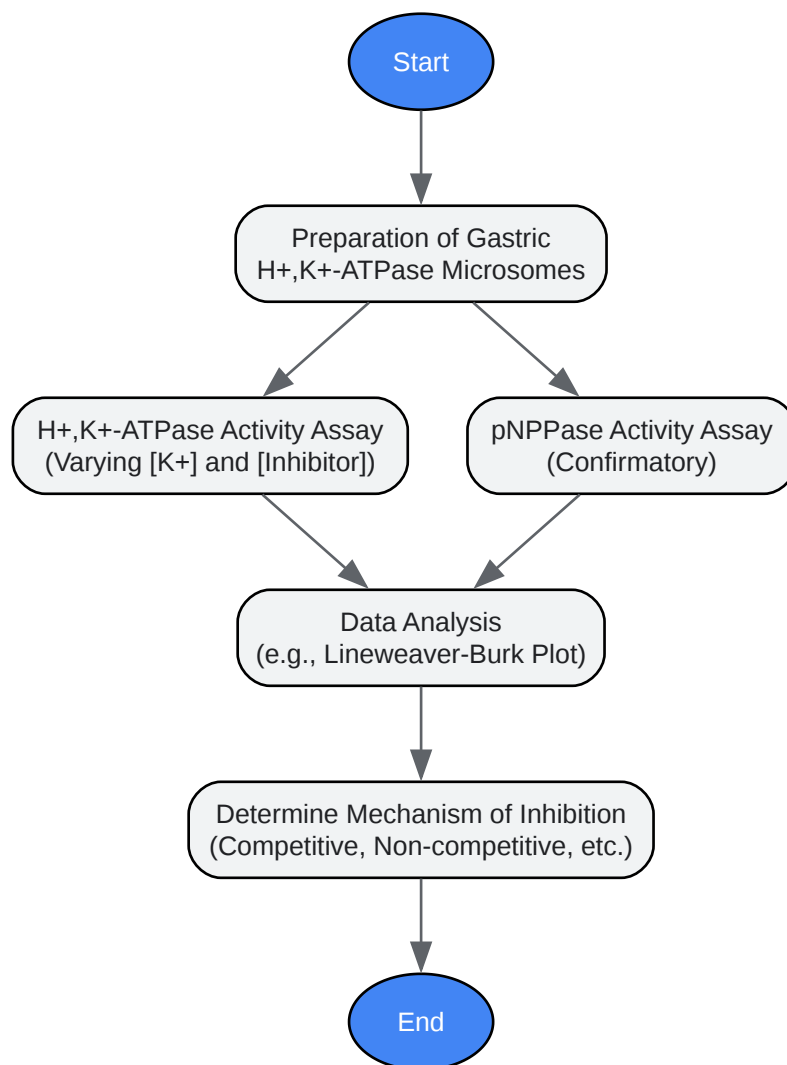 Start
Preparation of Gastric
H+,K+-ATPase Microsomes
H+,K+-ATPase Activity Assay
(Varying [K+] and [Inhibitor])
pNPPase Activity Assay
(Confirmatory)
Data Analysis
(e.g., Lineweaver-Burk Plot)
Determine Mechanism of Inhibition
(Competitive, Non-competitive, etc.)
End